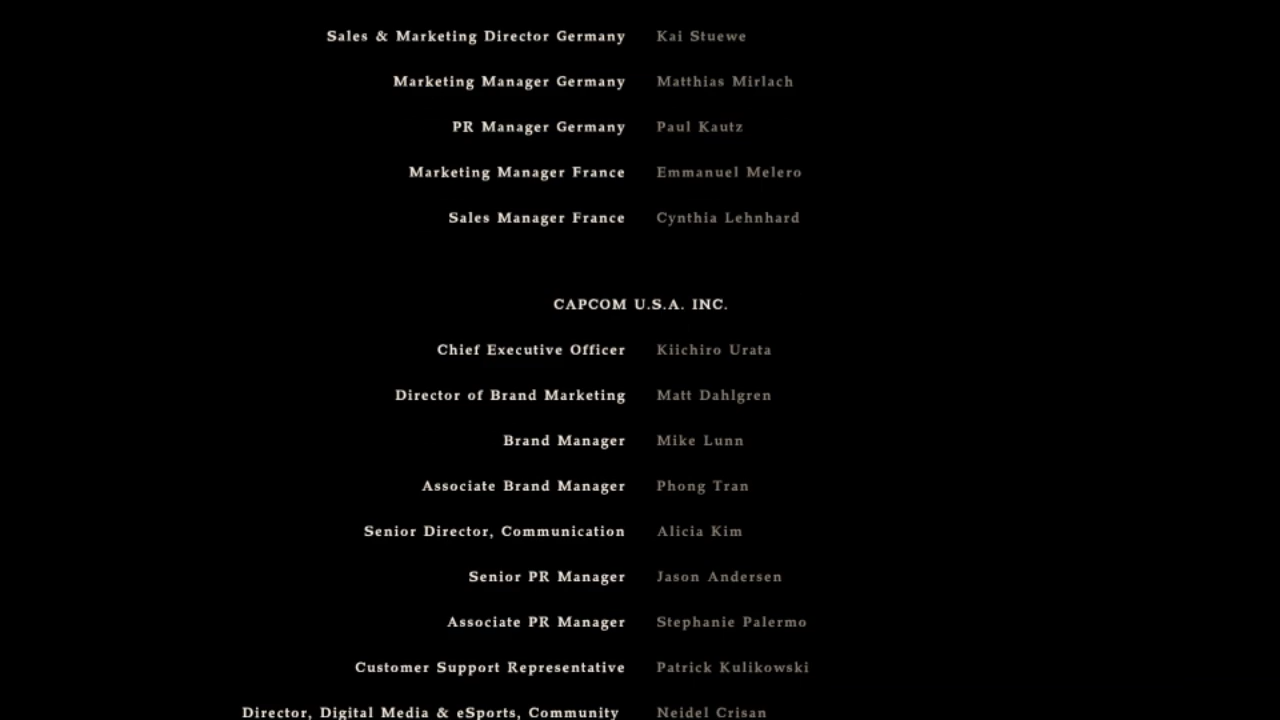 Sales & Marketing Director Germany Kai Stuewe
Marketing Manager Germany Matthias Mirlach
PR Manager Germany Paul Kautz
Marketing Manager France Emmanuel Melero
Sales Manager France Cynthia Lehnhard
CAPCOM U.S.A. INC.
Chief Executive Officer Kiichiro Urata
Director of Brand Marketing Matt Dahlgren
Brand Manager Mike Lunn
Associate Brand Manager Phong Tran
Senior Director, Communication Alicia Kim
Senior PR Manager Jason Andersen
Associate PR Manager Stephanie Palermo
Customer Support Representative Patrick Kulikowski
Director, Digital Media & eSports, Community Neidel Crisan